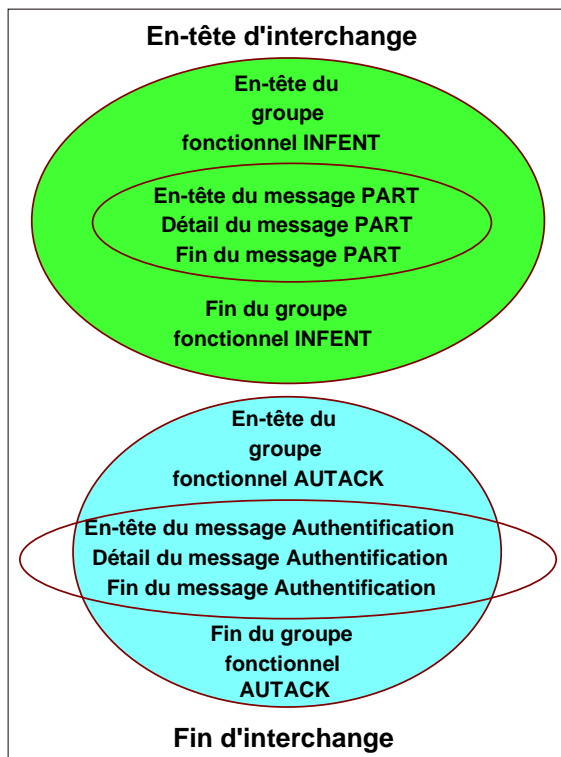 En-tête d'interchange
En-tête du
groupe
fonctionnel INFENT
En-tête du message PART
Détail du message PART
Fin du message PART
Fin du groupe
fonctionnel INFENT
En-tête du
groupe
fonctionnel AUTACK
En-tête du message Authentification
Détail du message Authentification
Fin du message Authentification
Fin du groupe
fonctionnel
AUTACK
Fin d'interchange